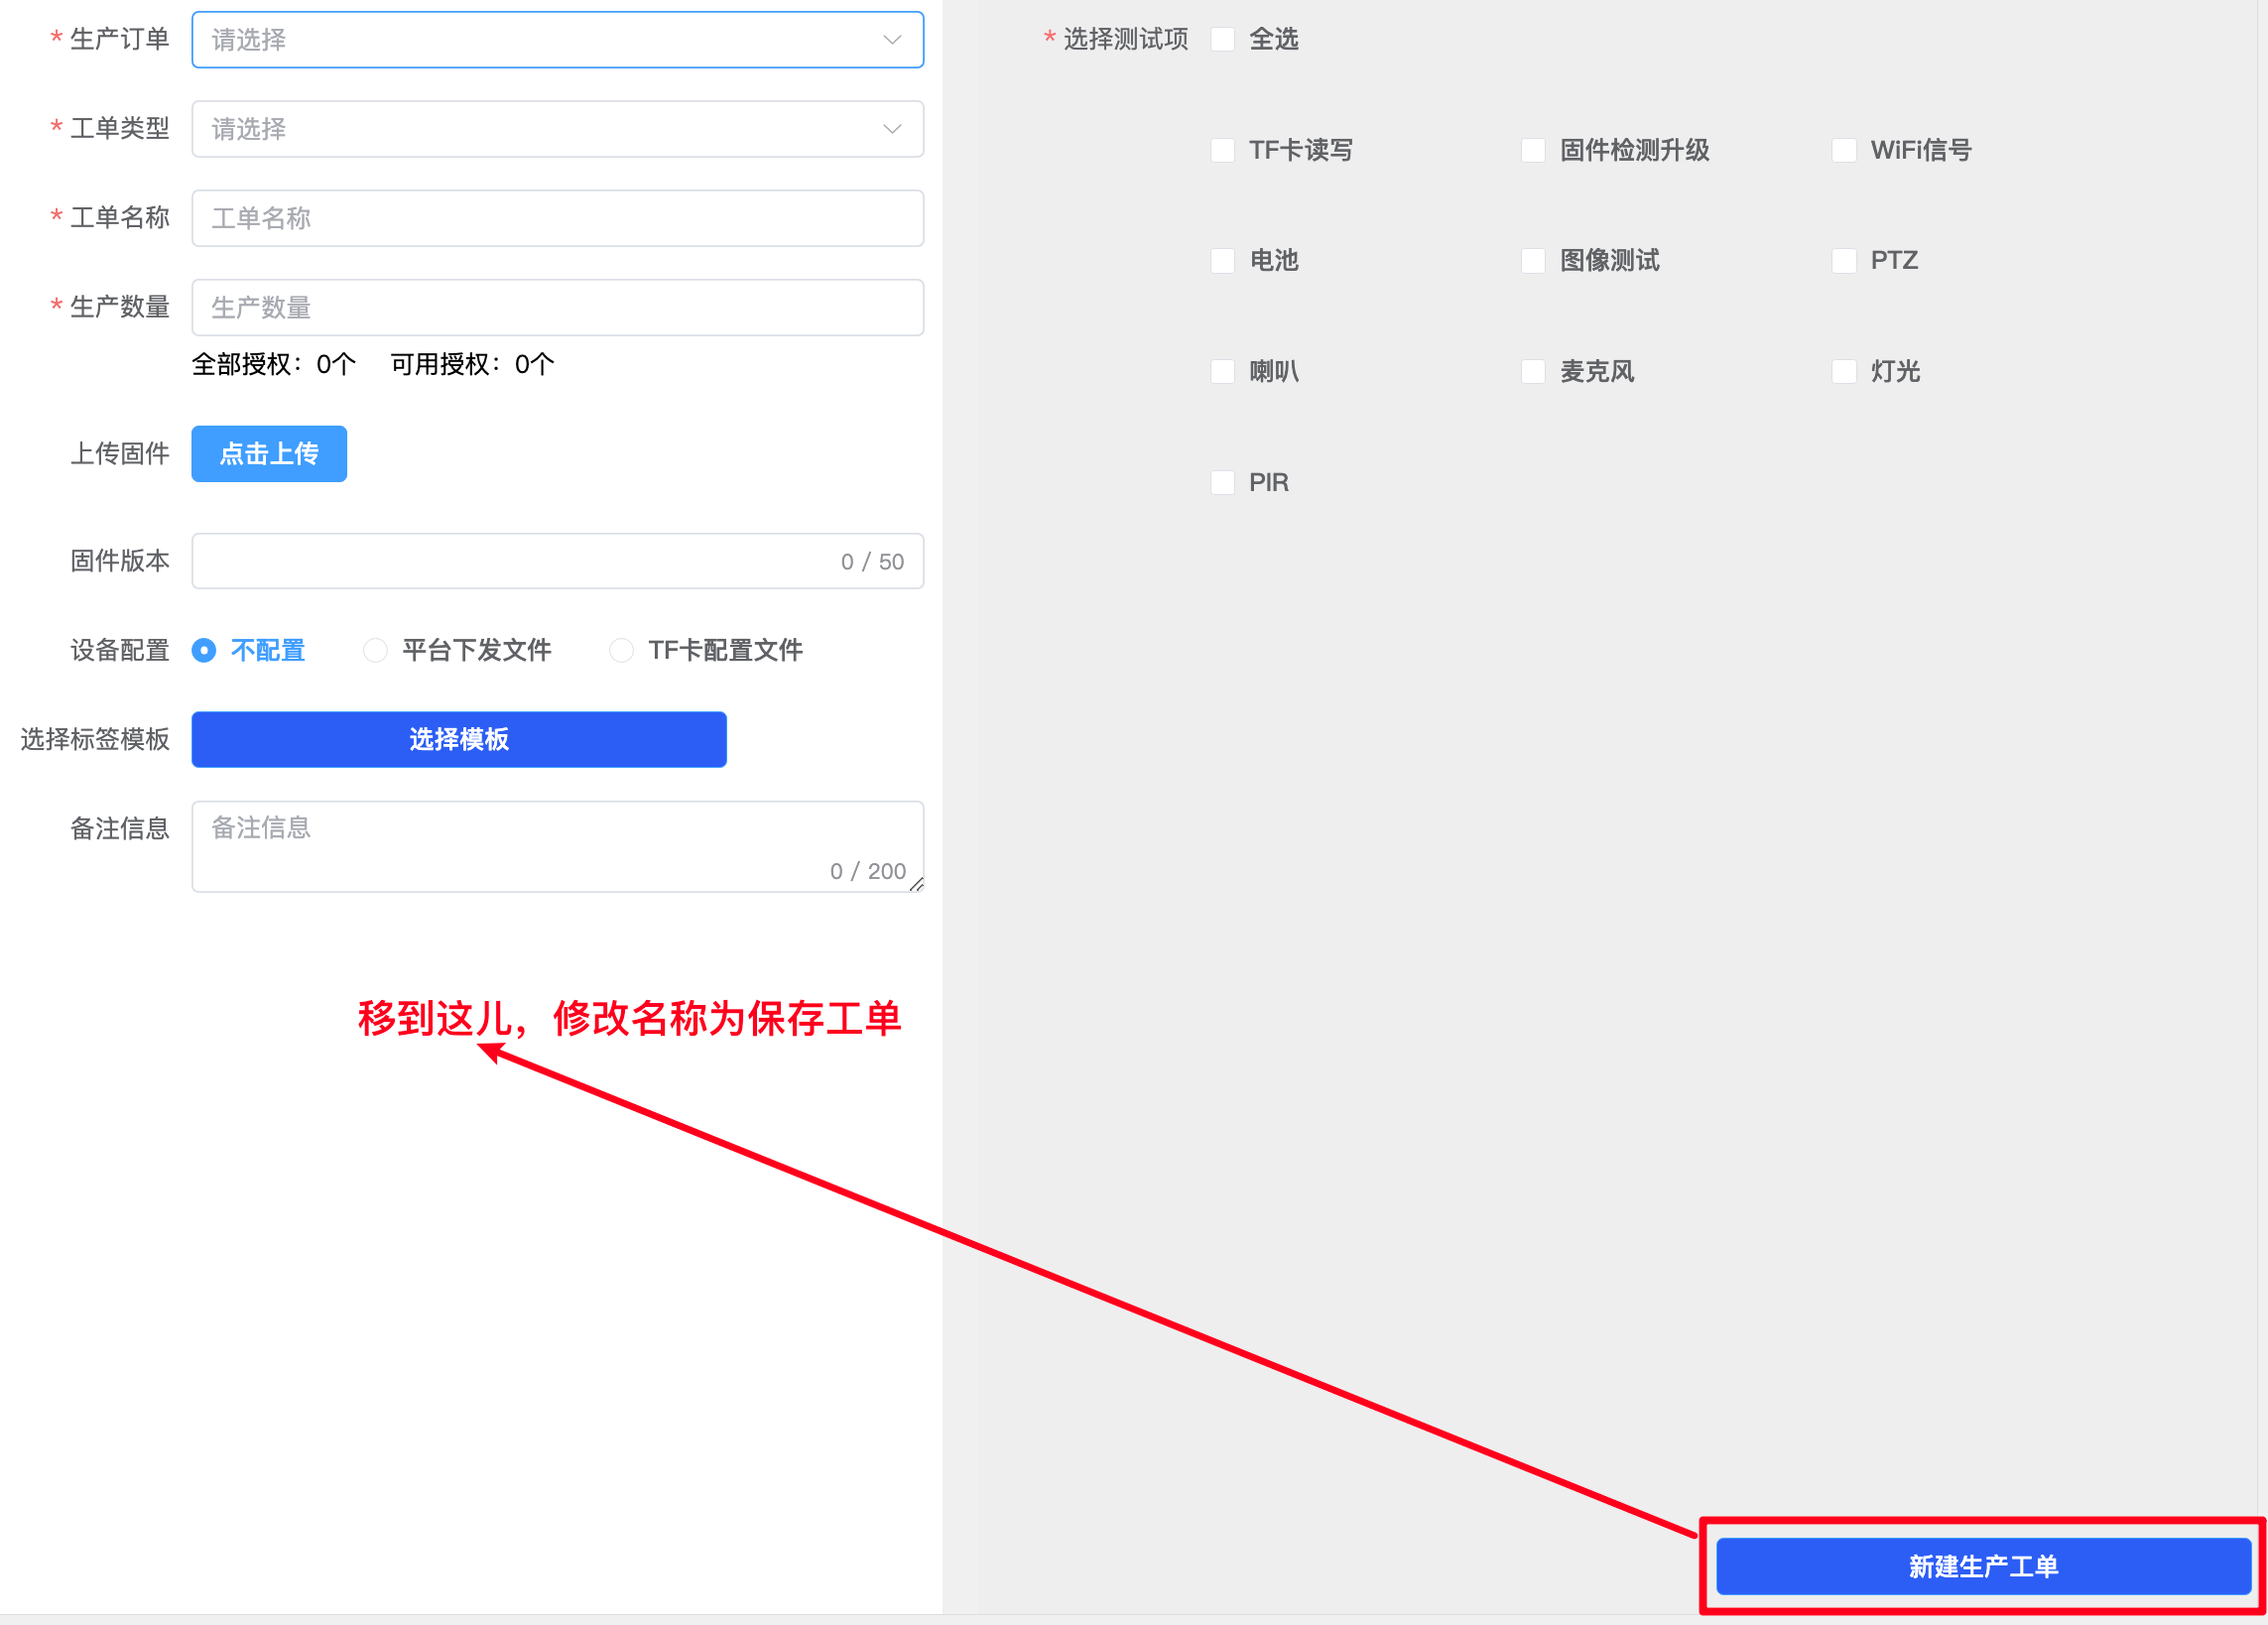 * 生产订单 请选择
* 工单类型 请选择
* 工单名称 工单名称
* 生产数量 生产数量
全部授权：0个 可用授权：0个
上传固件 点击上传
固件版本 0 / 50
设备配置 不配置 平台下发文件 TF卡配置文件
选择标签模板 选择模板
备注信息 备注信息
0 / 200
移到这儿，修改名称为保存工单
* 选择测试项 全选
TF卡读写 固件检测升级 WiFi信号
电池 图像测试 PTZ
喇叭 麦克风 灯光
PIR
新建生产工单